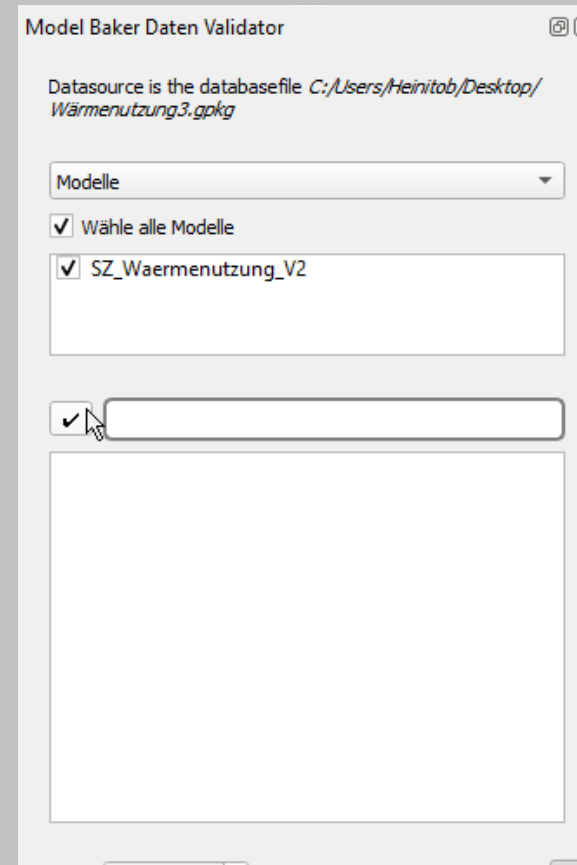 Model Baker Daten Validator
Datasource is the databasefile C:/Users/Heinitob/Desktop/
Wärmenutzung3.gpkg
Modelle
Wähle alle Modelle
SZ_Waermenutzung_V2